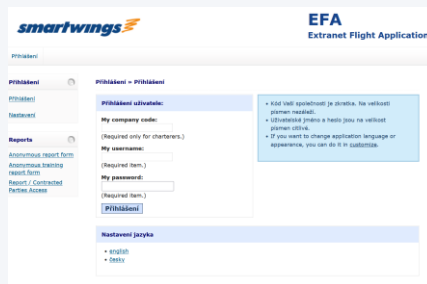 smartwings
EFA
Extranet Flight Application
Přihlášení
Přihlášení
Přihlášení
Nastavení
Reports
Anonymous report form
Anonymous training
report form
Report / Contracted
Parties Access
Přihlášení » Přihlášení
Přihlášení uživatele:
My company code:
(Required only for charterers.)
My username:
(Required item.)
My password:
(Required item.)
Přihlášení
• Kód Vaší společnosti je zkratka. Na velikosti
písmen nezáleží.
• Uživatelské jméno a heslo jsou na velikost
písmen citlivé.
• If you want to change application language or
appearence, you can do it in customize.
Nastavení jazyka
• english
• česky